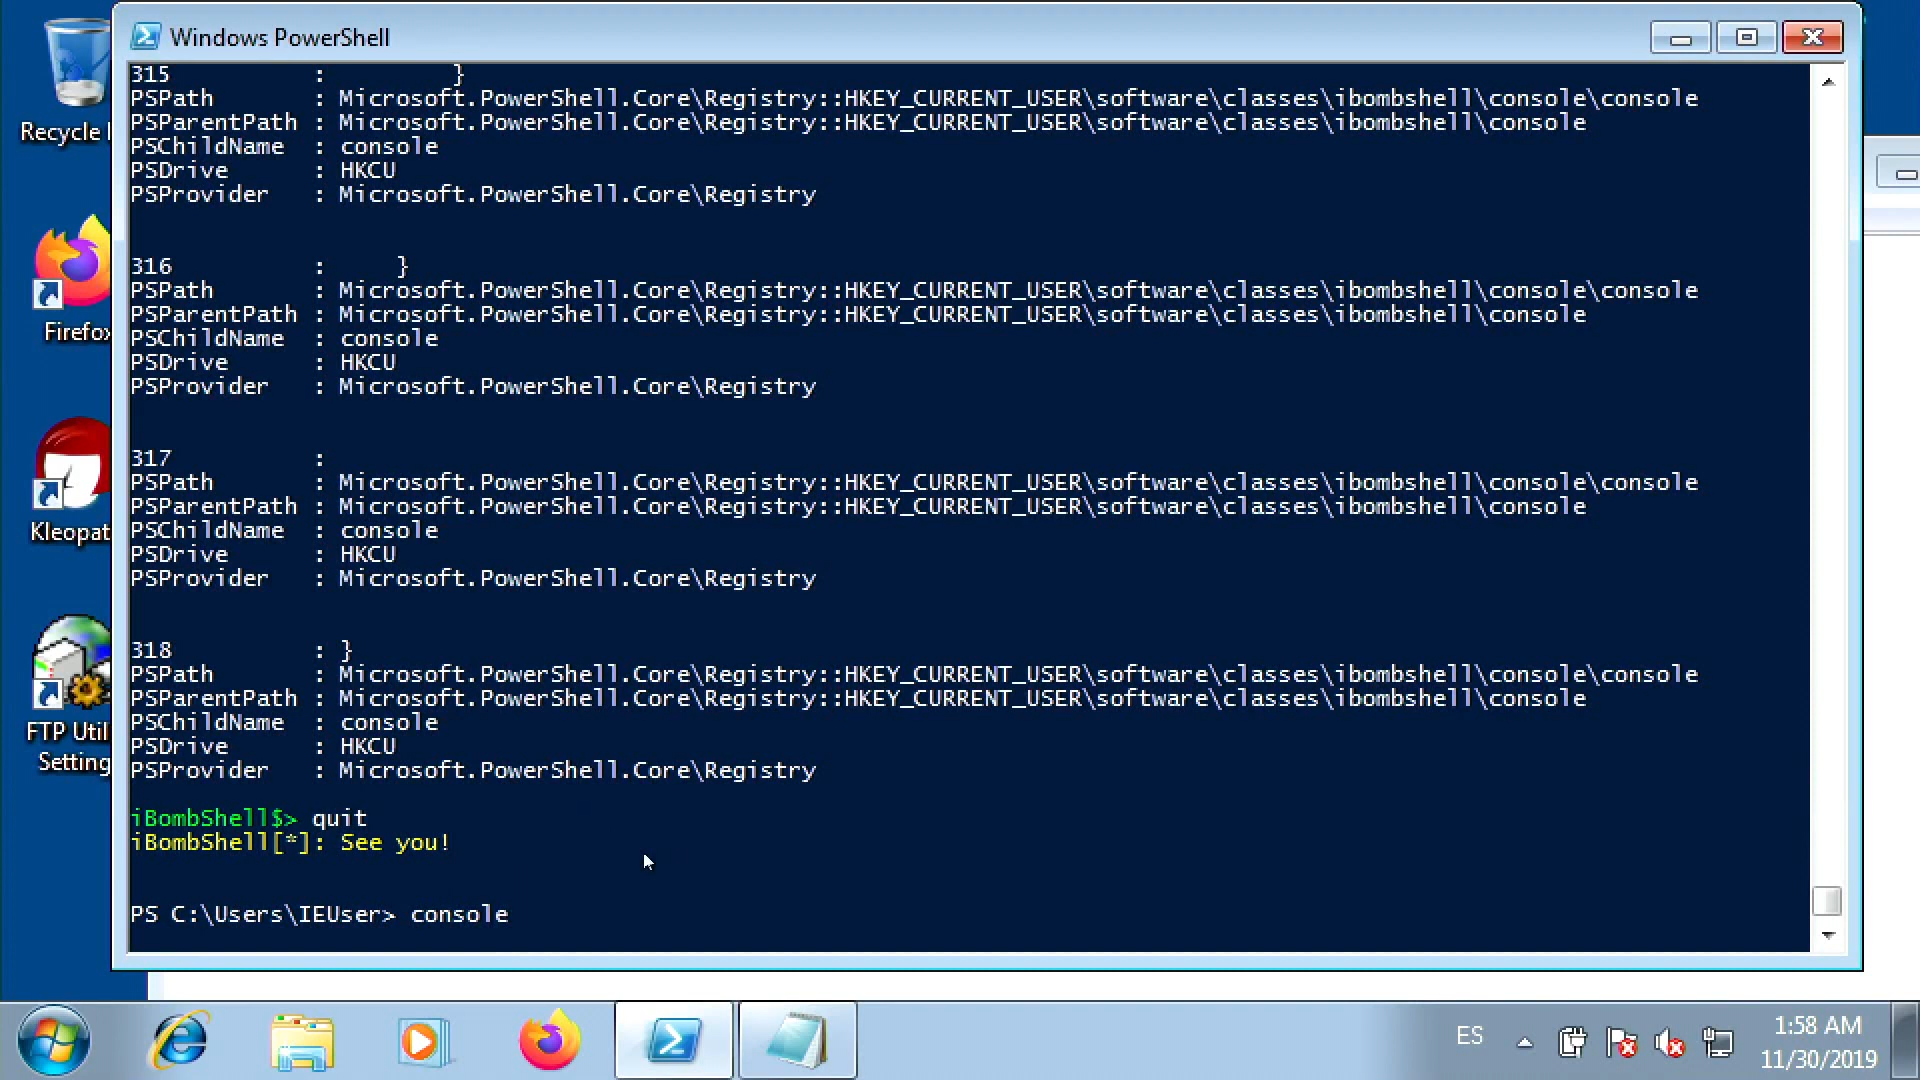 Windows PowerShell
315 : }
PSPath : Microsoft.PowerShell.Core\Registry::HKEY_CURRENT_USER\software\classes\ibombshell\console\console
PSParentPath : Microsoft.PowerShell.Core\Registry::HKEY_CURRENT_USER\software\classes\ibombshell\console
PSChildName : console
PSDrive : HKCU
PSProvider : Microsoft.PowerShell.Core\Registry
316 : }
PSPath : Microsoft.PowerShell.Core\Registry::HKEY_CURRENT_USER\software\classes\ibombshell\console\console
PSParentPath : Microsoft.PowerShell.Core\Registry::HKEY_CURRENT_USER\software\classes\ibombshell\console
PSChildName : console
PSDrive : HKCU
PSProvider : Microsoft.PowerShell.Core\Registry
317 :
PSPath : Microsoft.PowerShell.Core\Registry::HKEY_CURRENT_USER\software\classes\ibombshell\console\console
PSParentPath : Microsoft.PowerShell.Core\Registry::HKEY_CURRENT_USER\software\classes\ibombshell\console
PSChildName : console
PSDrive : HKCU
PSProvider : Microsoft.PowerShell.Core\Registry
318 : }
PSPath : Microsoft.PowerShell.Core\Registry::HKEY_CURRENT_USER\software\classes\ibombshell\console\console
PSParentPath : Microsoft.PowerShell.Core\Registry::HKEY_CURRENT_USER\software\classes\ibombshell\console
PSChildName : console
PSDrive : HKCU
PSProvider : Microsoft.PowerShell.Core\Registry
iBombShell$> quit
iBombShell[*]: See you!
PS C:\Users\IEUser> console
Recycle
Firefox
Kleopat
FTP Util
Setting
ES
1:58 AM
11/30/2019